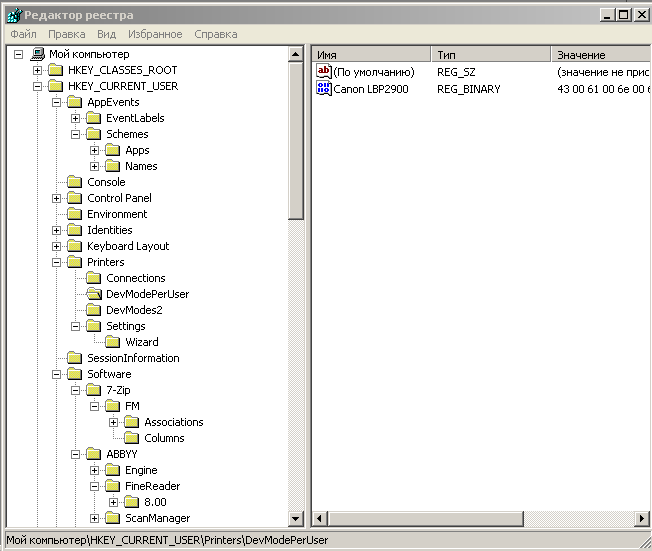 Редактор реестра
Файл Правка Вид Избранное Справка
Мой компьютер
HKEY_CLASSES_ROOT
HKEY_CURRENT_USER
AppEvents
EventLabels
Schemes
Apps
Names
Console
Control Panel
Environment
Identities
Keyboard Layout
Printers
Connections
DevModePerUser
DevModes2
Settings
Wizard
SessionInformation
Software
7-Zip
FM
Associations
Columns
ABBYY
Engine
FineReader
8.00
ScanManager
Имя Тип Значение
(По умолчанию) REG_SZ (значение не прис
Canon LBP2900 REG_BINARY 43 00 61 00 6e 00 6
Мой компьютер\HKEY_CURRENT_USER\Printers\DevModePerUser